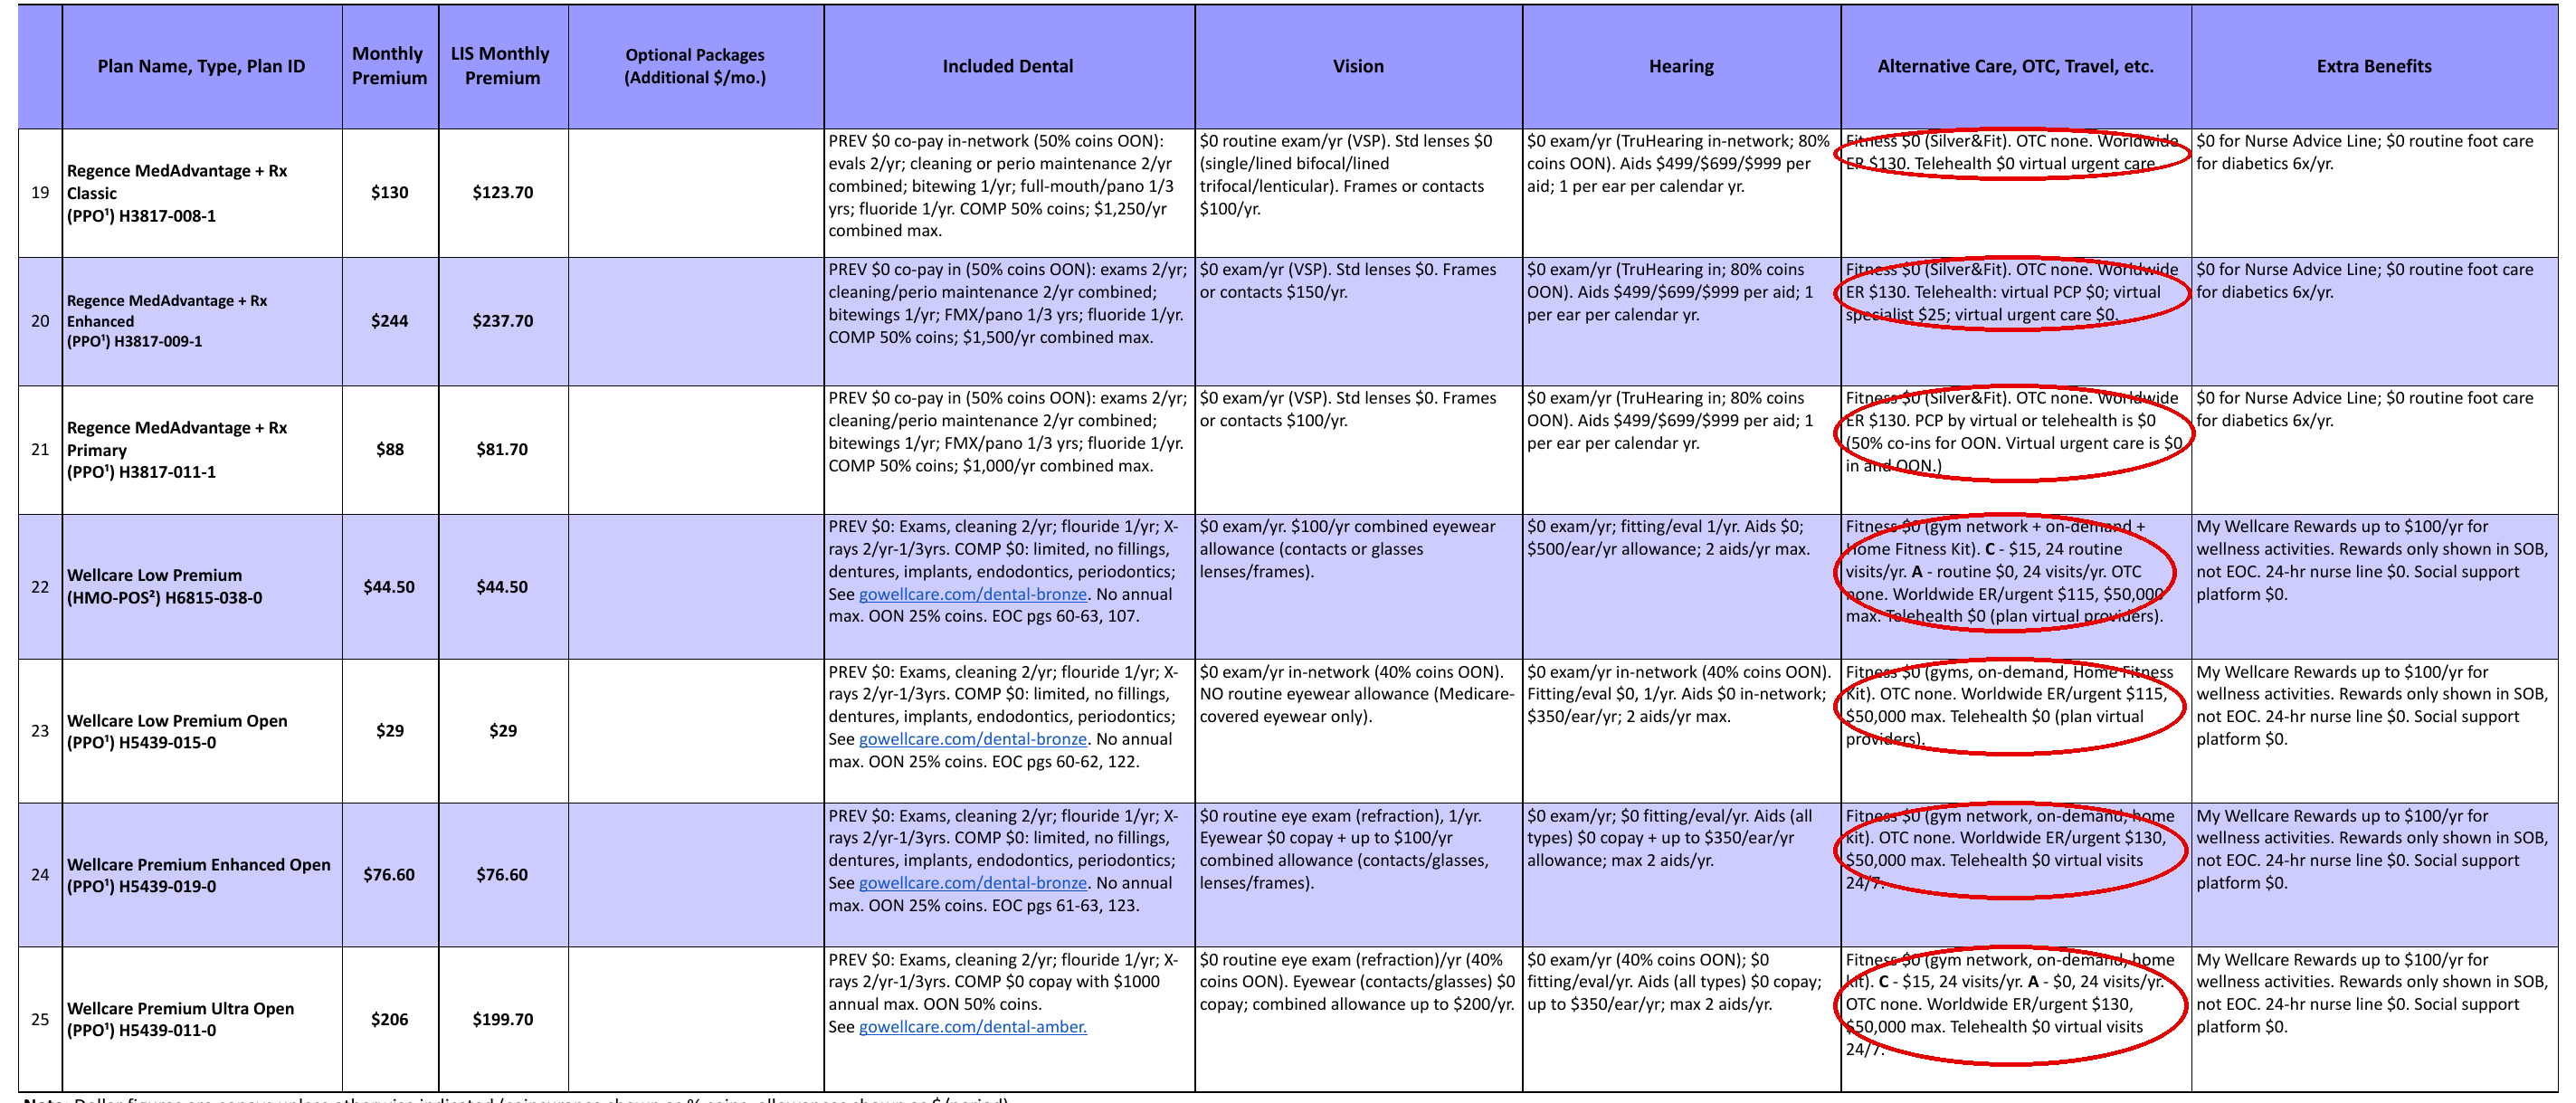 Plan Name, Type, Plan ID
Monthly
Premium
LIS Monthly
Premium
Optional Packages
(Additional $/mo.)
Included Dental
Vision
Hearing
Alternative Care, OTC, Travel, etc.
Extra Benefits
19
Regence MedAdvantage + Rx
Classic
(PPO¹) H3817-008-1
$130
$123.70
PREV $0 co-pay in-network (50% coins OON):
evals 2/yr; cleaning or perio maintenance 2/yr
combined; bitewing 1/yr; full-mouth/pano 1/3
yrs; fluoride 1/yr. COMP 50% coins; $1,250/yr
combined max.
$0 routine exam/yr (VSP). Std lenses $0
(single/lined bifocal/lined
trifocal/lenticular). Frames or contacts
$100/yr.
$0 exam/yr (TruHearing in-network; 80%
coins OON). Aids $499/$699/$999 per
aid; 1 per ear per calendar yr.
Fitness $0 (Silver&Fit). OTC none. Worldwide
ER $130. Telehealth $0 virtual urgent care.
$0 for Nurse Advice Line; $0 routine foot care
for diabetics 6x/yr.
20
Regence MedAdvantage + Rx
Enhanced
(PPO¹) H3817-009-1
$244
$237.70
PREV $0 co-pay in (50% coins OON): exams 2/yr;
cleaning/perio maintenance 2/yr combined;
bitewings 1/yr; FMX/pano 1/3 yrs; fluoride 1/yr.
COMP 50% coins; $1,500/yr combined max.
$0 exam/yr (VSP). Std lenses $0. Frames
or contacts $150/yr.
$0 exam/yr (TruHearing in; 80% coins
OON). Aids $499/$699/$999 per aid; 1
per ear per calendar yr.
Fitness $0 (Silver&Fit). OTC none. Worldwide
ER $130. Telehealth: virtual PCP $0; virtual
specialist $25; virtual urgent care $0.
$0 for Nurse Advice Line; $0 routine foot care
for diabetics 6x/yr.
21
Regence MedAdvantage + Rx
Primary
(PPO¹) H3817-011-1
$88
$81.70
PREV $0 co-pay in (50% coins OON): exams 2/yr;
cleaning/perio maintenance 2/yr combined;
bitewings 1/yr; FMX/pano 1/3 yrs; fluoride 1/yr.
COMP 50% coins; $1,000/yr combined max.
$0 exam/yr (VSP). Std lenses $0. Frames
or contacts $100/yr.
$0 exam/yr (TruHearing in; 80% coins
OON). Aids $499/$699/$999 per aid; 1
per ear per calendar yr.
Fitness $0 (Silver&Fit). OTC none. Worldwide
ER $130. PCP by virtual or telehealth is $0
(50% co-ins for OON. Virtual urgent care is $0
in and OON.)
$0 for Nurse Advice Line; $0 routine foot care
for diabetics 6x/yr.
22
Wellcare Low Premium
(HMO-POS²) H6815-038-0
$44.50
$44.50
PREV $0: Exams, cleaning 2/yr; flouride 1/yr; X-
rays 2/yr-1/3yrs. COMP $0: limited, no fillings,
dentures, implants, endodontics, periodontics;
See gowellcare.com/dental-bronze. No annual
max. OON 25% coins. EOC pgs 60-63, 107.
$0 exam/yr. $100/yr combined eyewear
allowance (contacts or glasses
lenses/frames).
$0 exam/yr; fitting/eval 1/yr. Aids $0;
$500/ear/yr allowance; 2 aids/yr max.
Fitness $0 (gym network + on-demand +
Home Fitness Kit). C - $15, 24 routine
visits/yr. A - routine $0, 24 visits/yr. OTC
none. Worldwide ER/urgent $115, $50,000
max. Telehealth $0 (plan virtual providers).
My Wellcare Rewards up to $100/yr for
wellness activities. Rewards only shown in SOB,
not EOC. 24-hr nurse line $0. Social support
platform $0.
23
Wellcare Low Premium Open
(PPO¹) H5439-015-0
$29
$29
PREV $0: Exams, cleaning 2/yr; flouride 1/yr; X-
rays 2/yr-1/3yrs. COMP $0: limited, no fillings,
dentures, implants, endodontics, periodontics;
See gowellcare.com/dental-bronze. No annual
max. OON 25% coins. EOC pgs 60-62, 122.
$0 exam/yr in-network (40% coins OON).
NO routine eyewear allowance (Medicare-
covered eyewear only).
$0 exam/yr in-network (40% coins OON).
Fitting/eval $0, 1/yr. Aids $0 in-network;
$350/ear/yr; 2 aids/yr max.
Fitness $0 (gyms, on-demand, Home Fitness
Kit). OTC none. Worldwide ER/urgent $115,
$50,000 max. Telehealth $0 (plan virtual
providers).
My Wellcare Rewards up to $100/yr for
wellness activities. Rewards only shown in SOB,
not EOC. 24-hr nurse line $0. Social support
platform $0.
24
Wellcare Premium Enhanced Open
(PPO¹) H5439-019-0
$76.60
$76.60
PREV $0: Exams, cleaning 2/yr; flouride 1/yr; X-
rays 2/yr-1/3yrs. COMP $0: limited, no fillings,
dentures, implants, endodontics, periodontics;
See gowellcare.com/dental-bronze. No annual
max. OON 25% coins. EOC pgs 61-63, 123.
$0 routine eye exam (refraction), 1/yr.
Eyewear $0 copay + up to $100/yr
combined allowance (contacts/glasses,
lenses/frames).
$0 exam/yr; $0 fitting/eval/yr. Aids (all
types) $0 copay + up to $350/ear/yr
allowance; max 2 aids/yr.
Fitness $0 (gym network, on-demand, home
kit). OTC none. Worldwide ER/urgent $130,
$50,000 max. Telehealth $0 virtual visits
24/7.
My Wellcare Rewards up to $100/yr for
wellness activities. Rewards only shown in SOB,
not EOC. 24-hr nurse line $0. Social support
platform $0.
25
Wellcare Premium Ultra Open
(PPO¹) H5439-011-0
$206
$199.70
PREV $0: Exams, cleaning 2/yr; flouride 1/yr; X-
rays 2/yr-1/3yrs. COMP $0 copay with $1000
annual max. OON 50% coins.
See gowellcare.com/dental-amber.
$0 routine eye exam (refraction)/yr (40%
coins OON). Eyewear (contacts/glasses) $0
copay; combined allowance up to $200/yr.
$0 exam/yr (40% coins OON); $0
fitting/eval/yr. Aids (all types) $0 copay;
up to $350/ear/yr; max 2 aids/yr.
Fitness $0 (gym network, on-demand, home
kit). C - $15, 24 visits/yr. A - $0, 24 visits/yr.
OTC none. Worldwide ER/urgent $130,
$50,000 max. Telehealth $0 virtual visits
24/7.
My Wellcare Rewards up to $100/yr for
wellness activities. Rewards only shown in SOB,
not EOC. 24-hr nurse line $0. Social support
platform $0.
Note: Dollar figures are copays unless otherwise indicated (coinsurance shown as % coins, allowances shown as $/period)